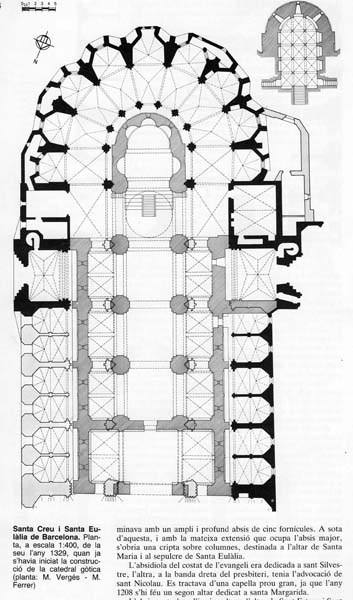 N
Santa Creu i Santa Eu-
làlia de Barcelona. Plan-
ta, a escala 1:400, de la
seu l'any 1329, quan ja
s'havia iniciat la construc-
ció de la catedral gòtica
(planta: M. Vergés - M.
Ferrer)
minava amb un ampli i profund absis de cinc fornícules. A sota
d'aquesta, i amb la mateixa extensió que ocupa l'absis major,
s'obria una cripta sobre columnes, destinada a l'altar de Santa
Maria i al sepulcre de Santa Eulàlia.
L'absidiola del costat de l'evangeli era dedicada a sant Silves-
tre, l'altra, a la banda dreta del presbiteri, tenia l'advocació de
sant Nicolau. Es tractava d'una capella prou gran, ja que l'any
1208 s'hi féu un segon altar dedicat a santa Margarida.